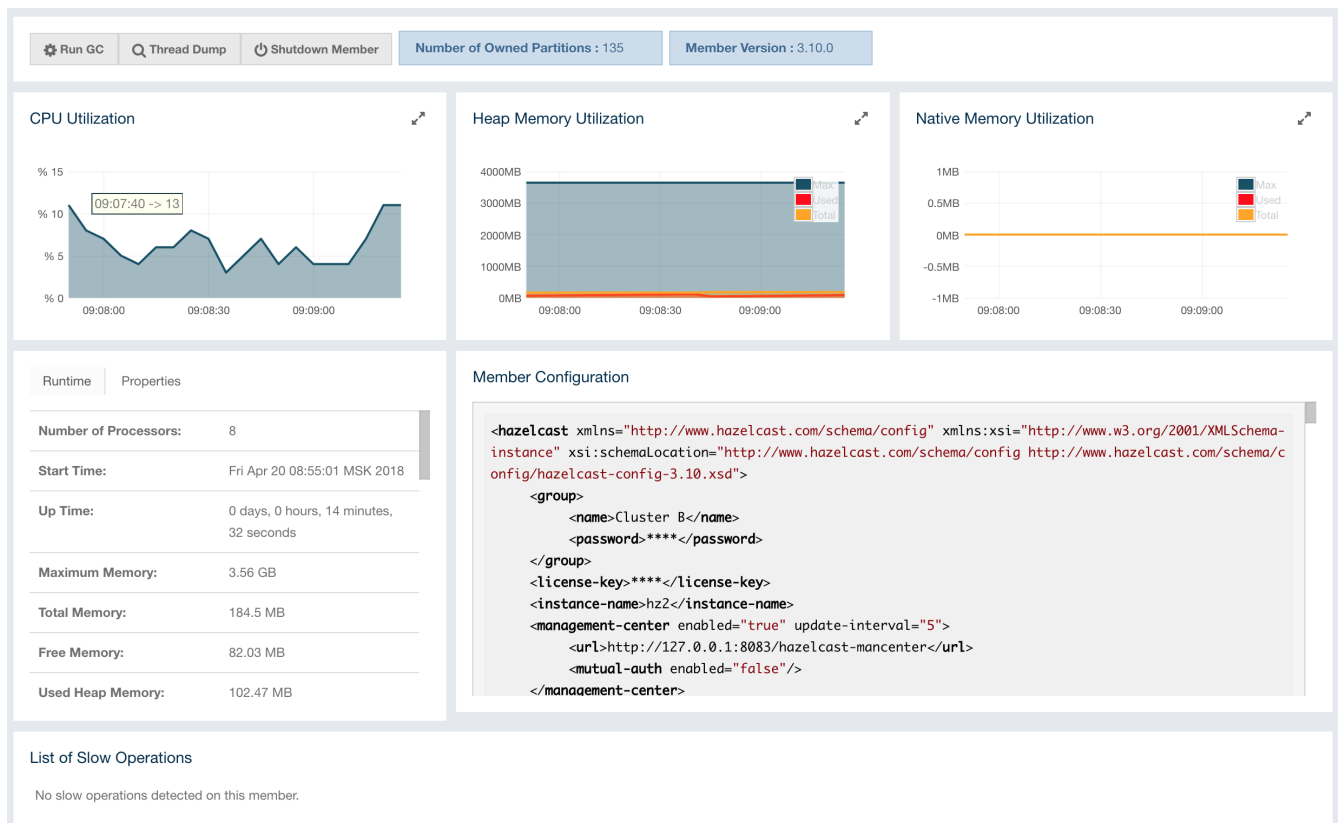 Run GC
Thread Dump
Shutdown Member
Number of Owned Partitions : 135
Member Version : 3.10.0
CPU Utilization
% 15
% 10
% 5
% 0
09:07:40 -> 13
09:08:00
09:08:30
09:09:00
Heap Memory Utilization
4000MB
3000MB
2000MB
1000MB
0MB
Max
Used
Total
09:08:00
09:08:30
09:09:00
Native Memory Utilization
1MB
0.5MB
0MB
-0.5MB
-1MB
Max
Used
Total
09:08:00
09:08:30
09:09:00
Runtime
Properties
Number of Processors: 8
Start Time: Fri Apr 20 08:55:01 MSK 2018
Up Time: 0 days, 0 hours, 14 minutes,
32 seconds
Maximum Memory: 3.56 GB
Total Memory: 184.5 MB
Free Memory: 82.03 MB
Used Heap Memory: 102.47 MB
Member Configuration
<hazelcast xmlns="http://www.hazelcast.com/schema/config" xmlns:xsi="http://www.w3.org/2001/XMLSchema-
instance" xsi:schemaLocation="http://www.hazelcast.com/schema/config http://www.hazelcast.com/schema/c
onfig/hazelcast-config-3.10.xsd">
<group>
<name>Cluster B</name>
<password>****</password>
</group>
<license-key>****</license-key>
<instance-name>hz2</instance-name>
<management-center enabled="true" update-interval="5">
<url>http://127.0.0.1:8083/hazelcast-mancenter</url>
<mutual-auth enabled="false"/>
</management-center>
List of Slow Operations
No slow operations detected on this member.